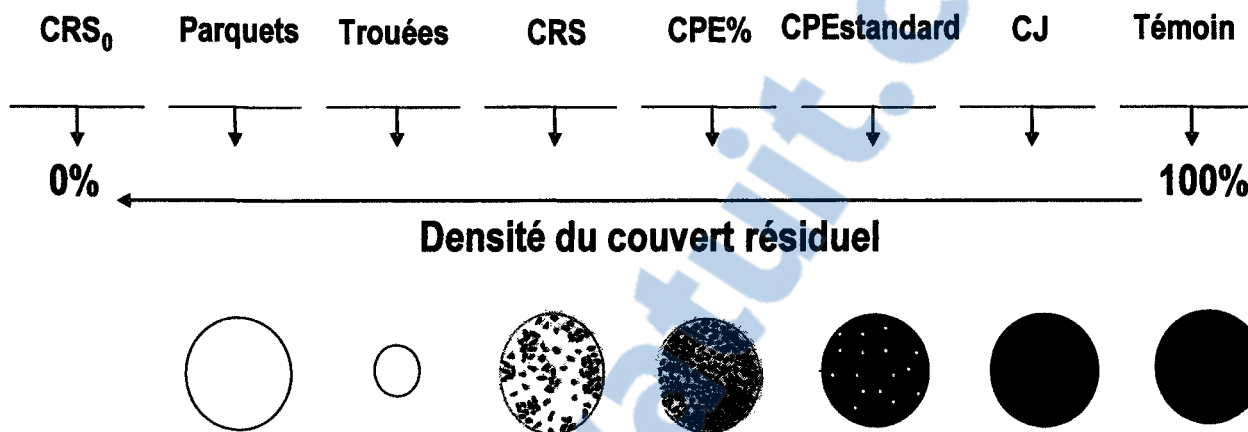 CRS₀ Parquets Trouées CRS CPE% CPEstandard CJ Témoin
0% 100%
Densité du couvert résiduel